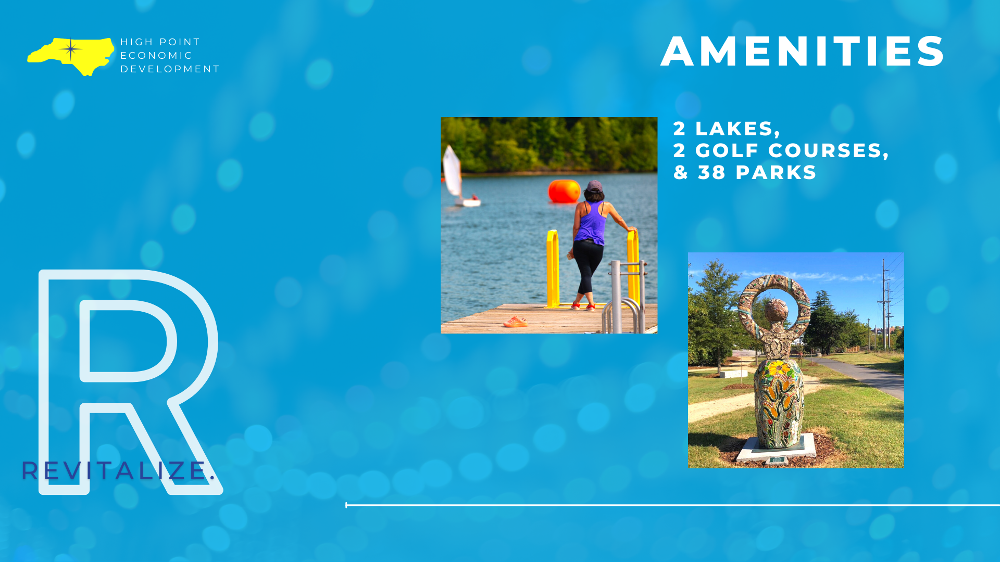 HIGH POINT
ECONOMIC
DEVELOPMENT
AMENITIES
2 LAKES,
2 GOLF COURSES,
& 38 PARKS
R
REVITALIZE.